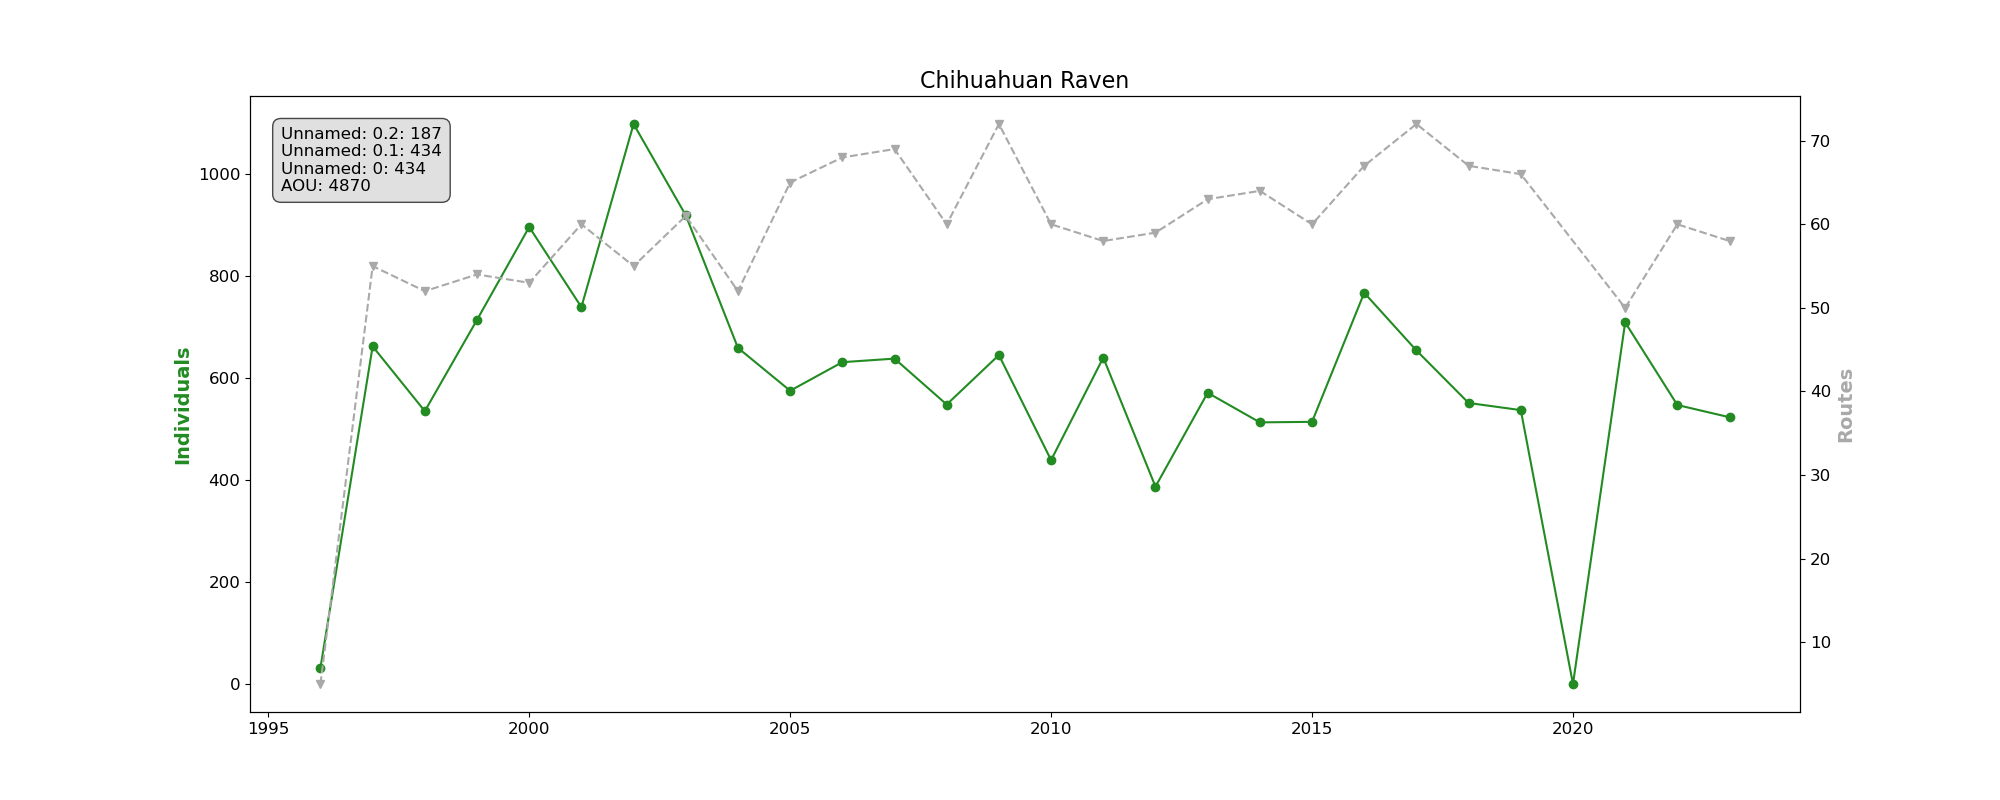 Chihuahuan Raven
Unnamed: 0.2: 187
Unnamed: 0.1: 434
Unnamed: 0: 434
AOU: 4870
Individuals
1000
800
600
400
200
0
Routes
70
60
50
40
30
20
10
1995 2000 2005 2010 2015 2020